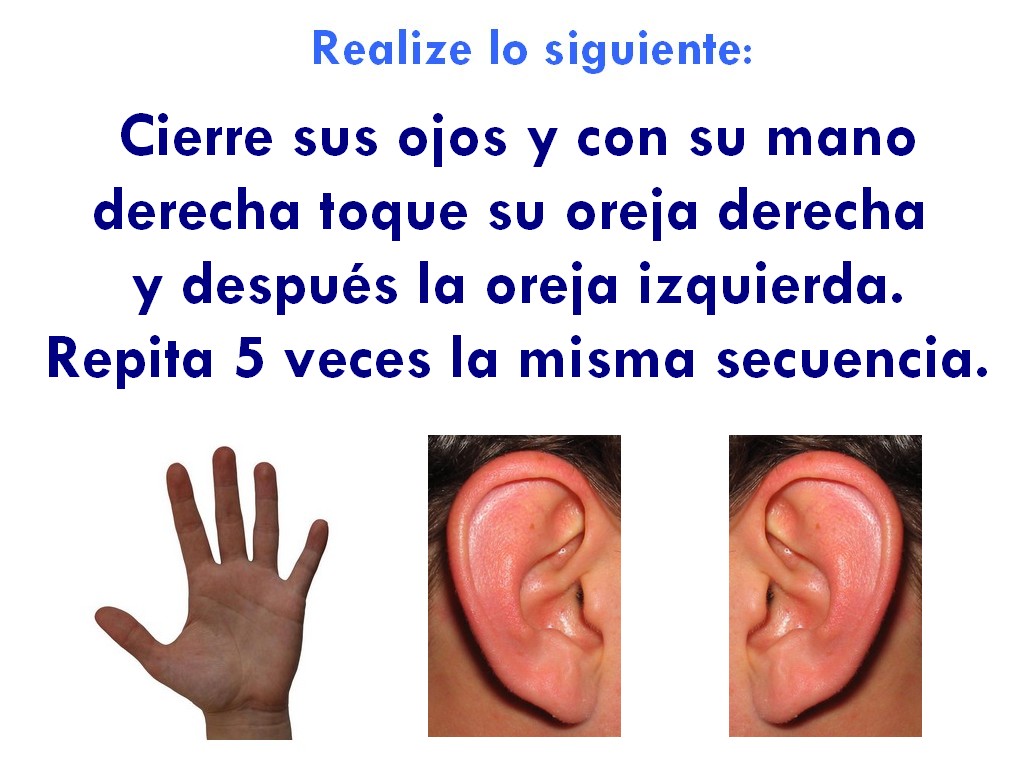 Realize lo siguiente:
Cierre sus ojos y con su mano
derecha toque su oreja derecha
y después la oreja izquierda.
Repita 5 veces la misma secuencia.